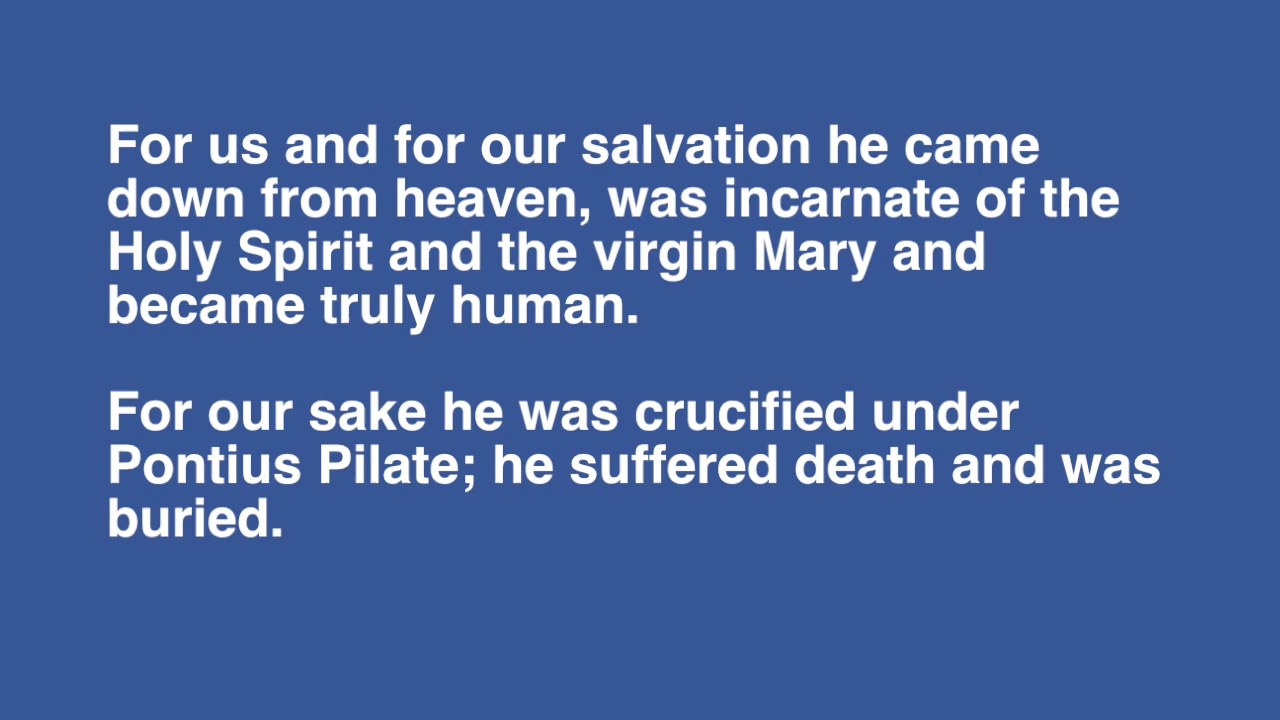 For us and for our salvation he came
down from heaven, was incarnate of the
Holy Spirit and the virgin Mary and
became truly human.
For our sake he was crucified under
Pontius Pilate; he suffered death and was
buried.